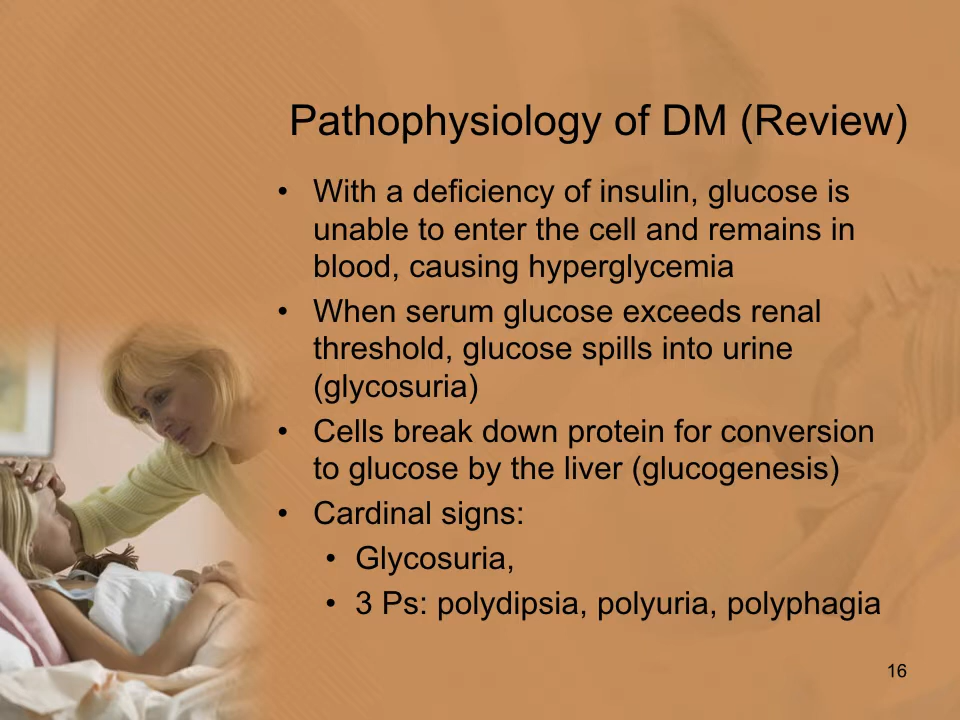 Pathophysiology of DM (Review)
• With a deficiency of insulin, glucose is
unable to enter the cell and remains in
blood, causing hyperglycemia
• When serum glucose exceeds renal
threshold, glucose spills into urine
(glycosuria)
• Cells break down protein for conversion
to glucose by the liver (glucogenesis)
• Cardinal signs:
• Glycosuria,
• 3 Ps: polydipsia, polyuria, polyphagia
16